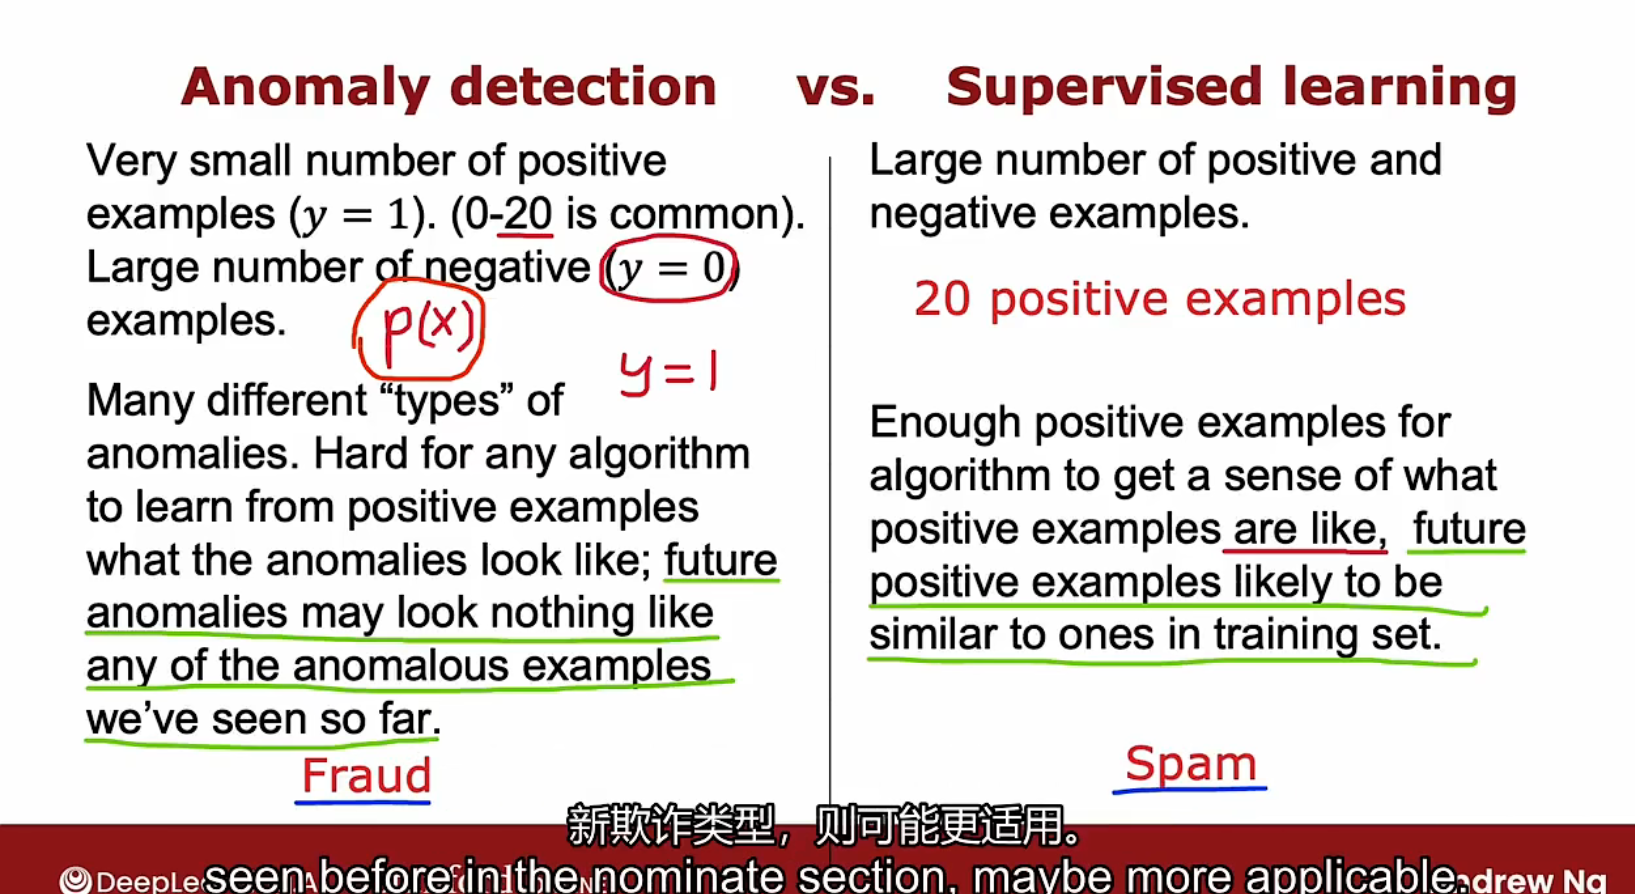 Anomaly detection vs. Supervised learning
Very small number of positive
examples (y = 1). (0-20 is common).
Large number of negative (y = 0)
examples.
p(x)
y=1
Many different “types” of
anomalies. Hard for any algorithm
to learn from positive examples
what the anomalies look like; future
anomalies may look nothing like
any of the anomalous examples
we’ve seen so far.
Fraud
Large number of positive and
negative examples.
20 positive examples
Enough positive examples for
algorithm to get a sense of what
positive examples are like, future
positive examples likely to be
similar to ones in training set.
Spam
新欺诈类型，则可能更适用。
seen before in the nominate section, maybe more applicable.